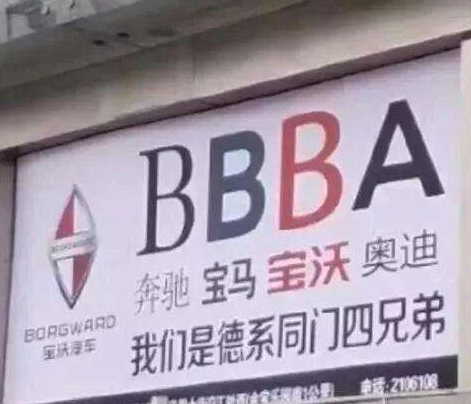 BBBA
奔驰 宝马 宝沃 奥迪
BORGWARD
宝沃汽车
我们是德系同门四兄弟
电话: 2106108